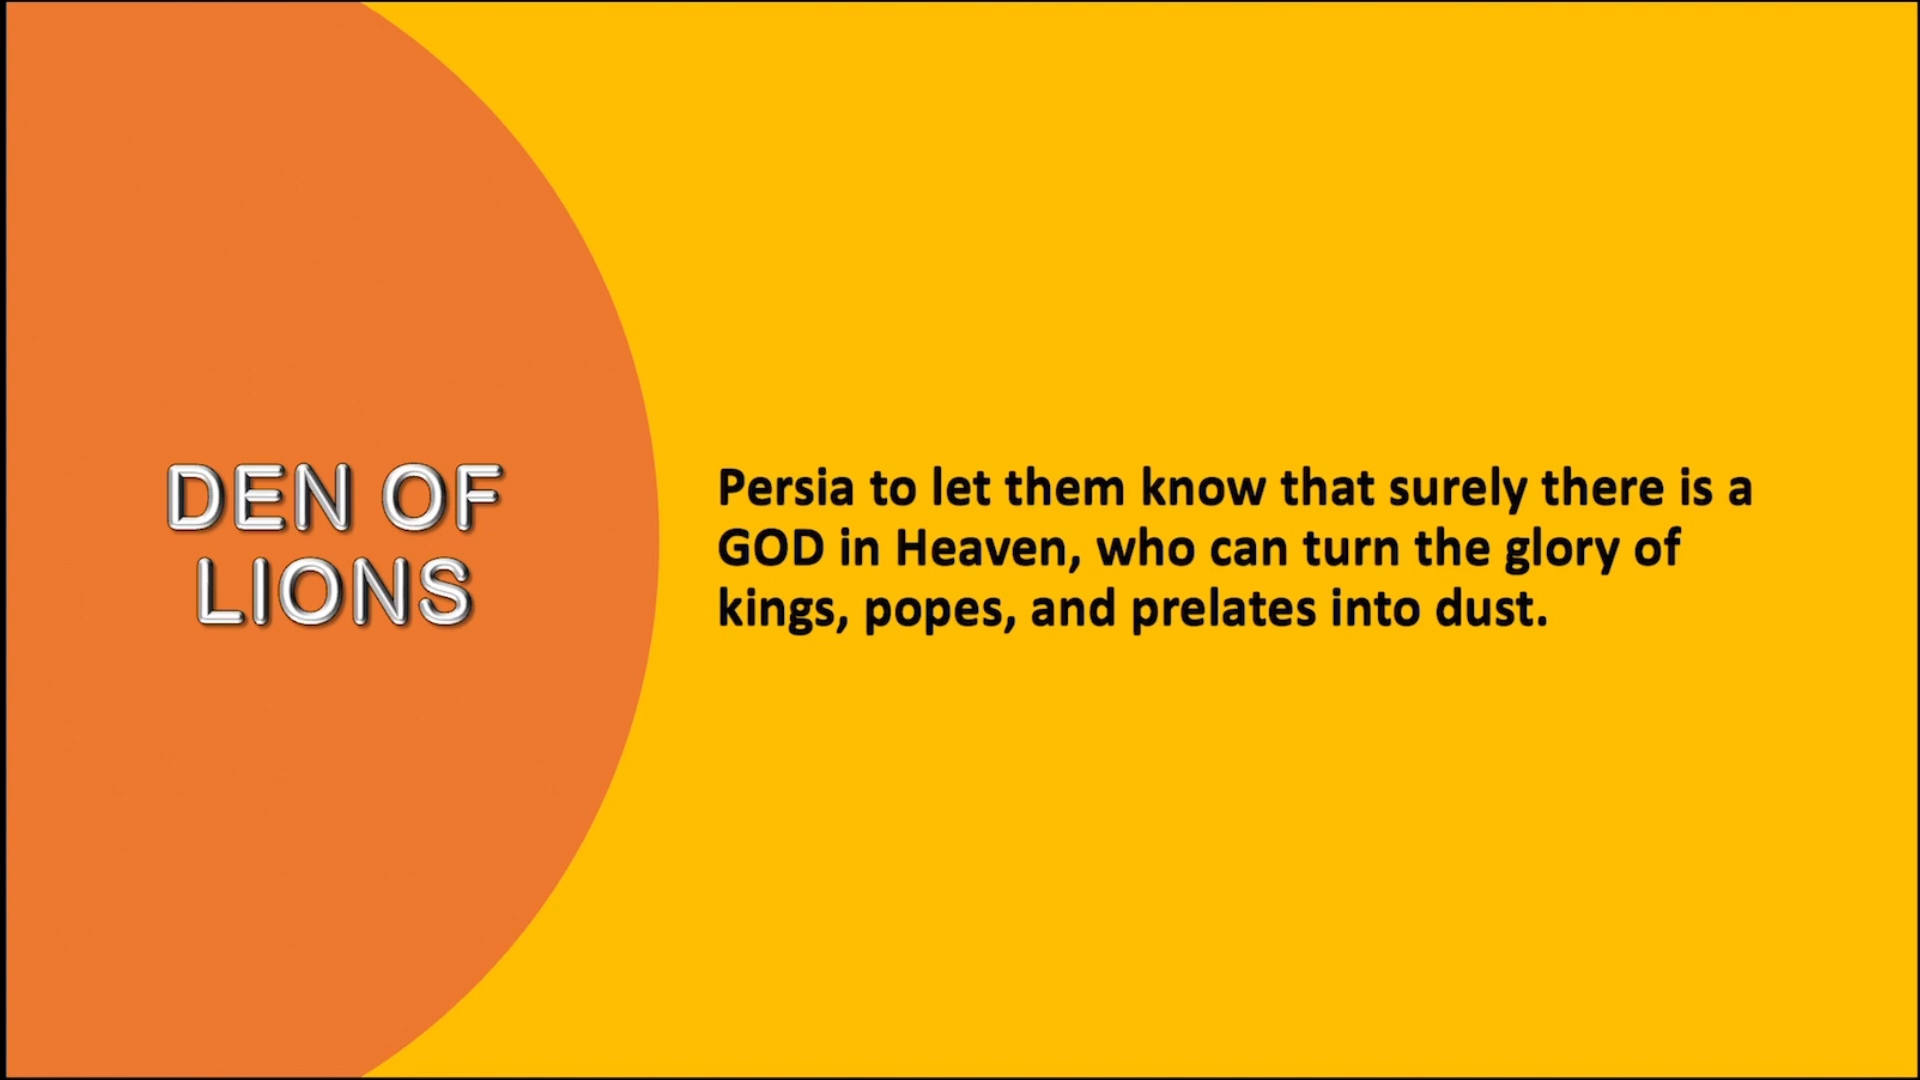 DEN OF
LIONS
Persia to let them know that surely there is a
GOD in Heaven, who can turn the glory of
kings, popes, and prelates into dust.